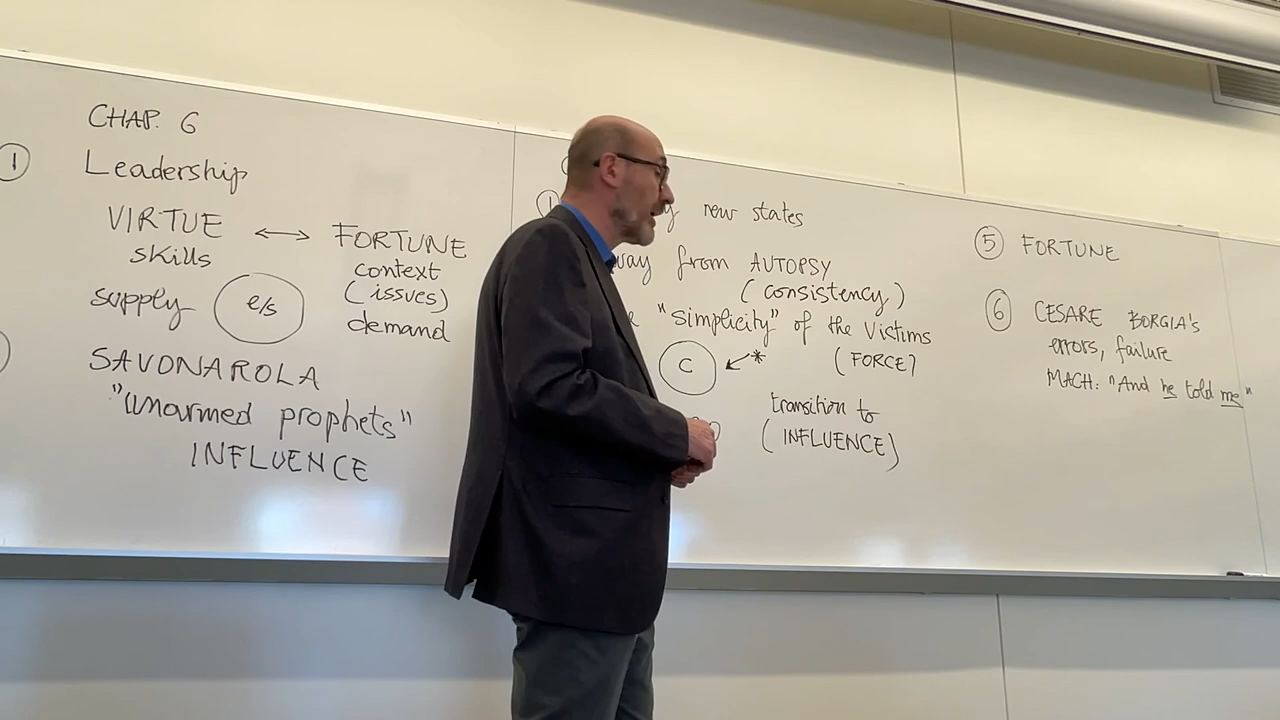 CHAP. 6
1
Leadership
VIRTUE ↔ FORTUNE
skills
context
(issues)
supply
e/s
demand
SAVONAROLA
"unarmed prophets"
INFLUENCE
new states
from AUTOPSY
(consistency)
"simplicity" of the Victims
(FORCE)
C ↙ *
transition to
(INFLUENCE)
5 FORTUNE
6 CESARE BORGIA's
errors, failure
MACH: "And he told me"